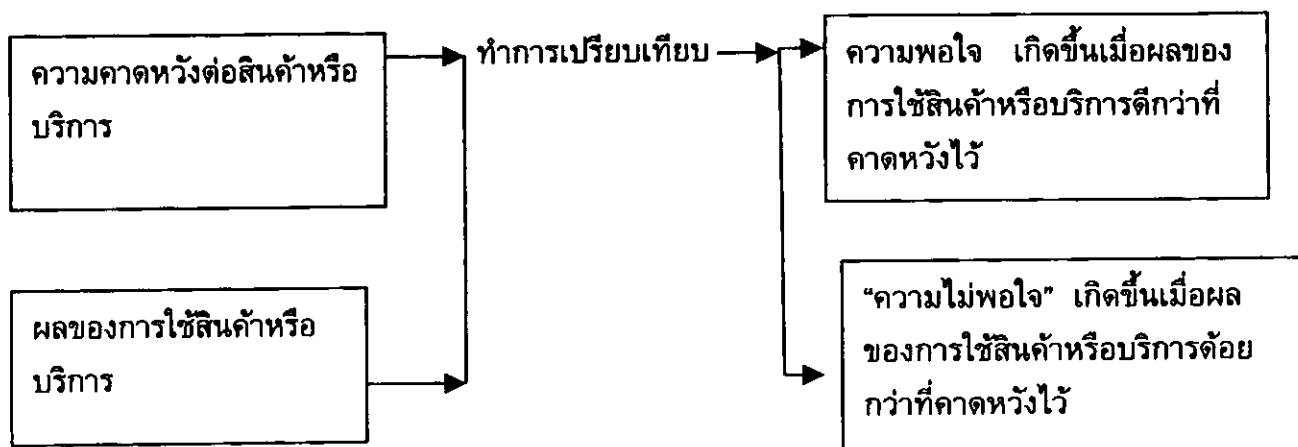 ความคาดหวังต่อสินค้าหรือ
บริการ
ผลของการใช้สินค้าหรือ
บริการ
ทำการเปรียบเทียบ
ความพอใจ เกิดขึ้นเมื่อผลของ
การใช้สินค้าหรือบริการดีกว่าที่
คาดหวังไว้
“ความไม่พอใจ” เกิดขึ้นเมื่อผล
ของการใช้สินค้าหรือบริการด้อย
กว่าที่คาดหวังไว้